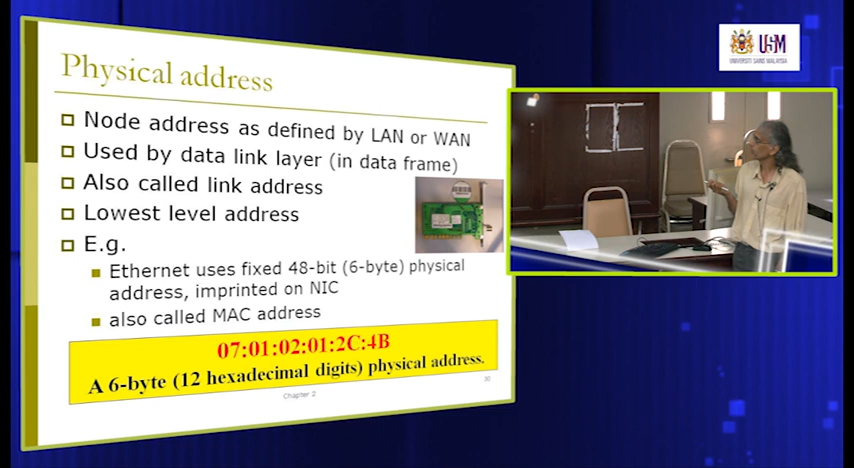 Physical address
Node address as defined by LAN or WAN
Used by data link layer (in data frame)
Also called link address
Lowest level address
E.g.
Ethernet uses fixed 48-bit (6-byte) physical
address, imprinted on NIC
also called MAC address
07:01:02:01:2C:4B
A 6-byte (12 hexadecimal digits) physical address.
Chapter 2
30
USM
UNIVERSITI SAINS MALAYSIA